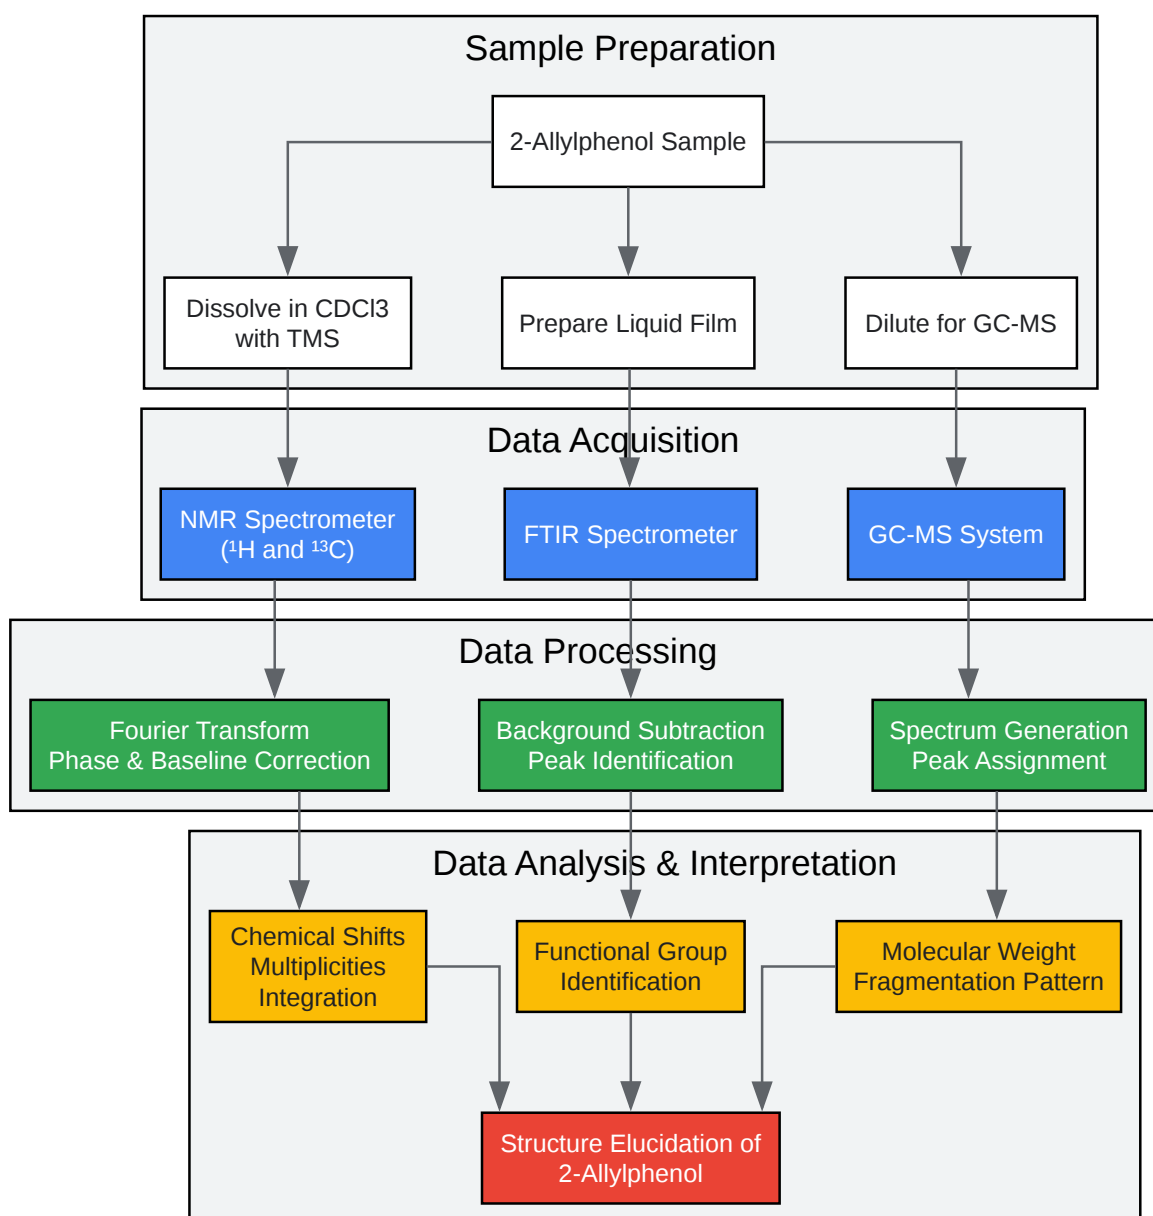 Sample Preparation
2-Allylphenol Sample
Dissolve in CDCl3
with TMS
Prepare Liquid Film
Dilute for GC-MS
Data Acquisition
NMR Spectrometer
(¹H and ¹³C)
FTIR Spectrometer
GC-MS System
Data Processing
Fourier Transform
Phase & Baseline Correction
Background Subtraction
Peak Identification
Spectrum Generation
Peak Assignment
Data Analysis & Interpretation
Chemical Shifts
Multiplicities
Integration
Functional Group
Identification
Molecular Weight
Fragmentation Pattern
Structure Elucidation of
2-Allylphenol